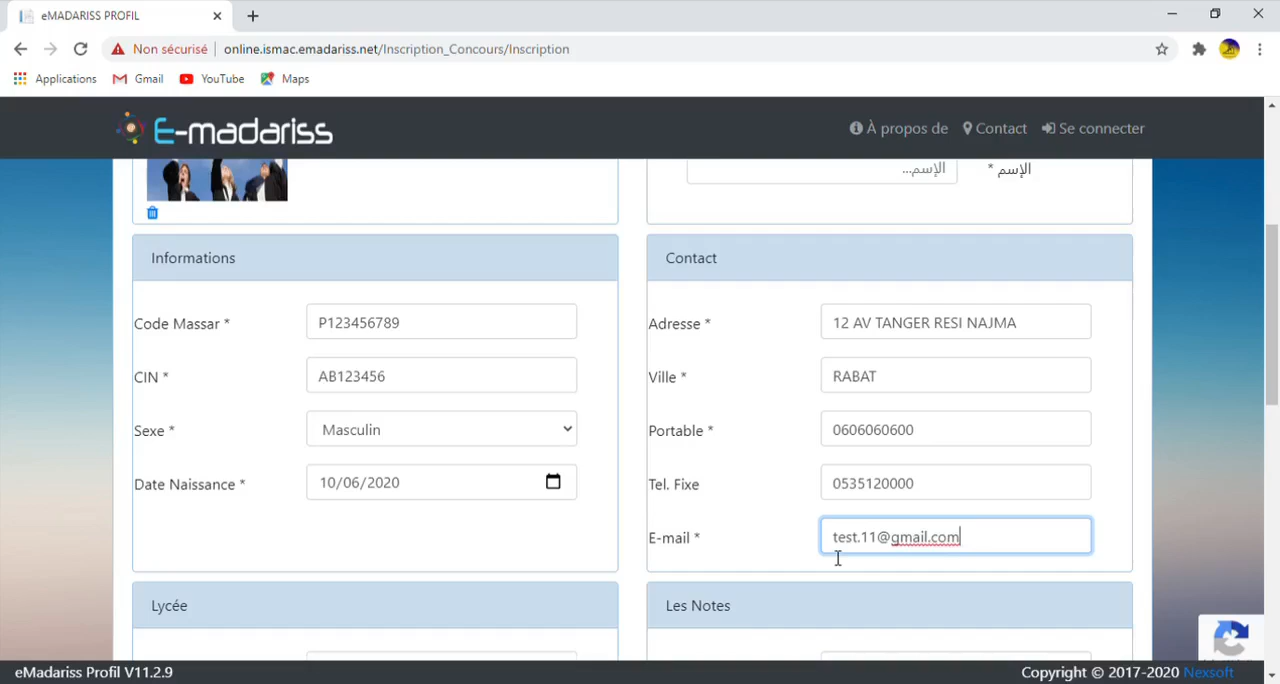 eMADARISS PROFIL
Non sécurisé
online.ismac.emadariss.net/Inscription_Concours/Inscription
Applications
Gmail
YouTube
Maps
E-madariss
À propos de
Contact
Se connecter
الإسم...
الإسم *
Informations
Code Massar *
P123456789
CIN *
AB123456
Sexe *
Masculin
Date Naissance *
10/06/2020
Contact
Adresse *
12 AV TANGER RESI NAJMA
Ville *
RABAT
Portable *
0606060600
Tel. Fixe
0535120000
E-mail *
test.11@gmail.com
Lycée
Les Notes
eMadariss Profil V11.2.9
Copyright © 2017-2020 Nexsoft